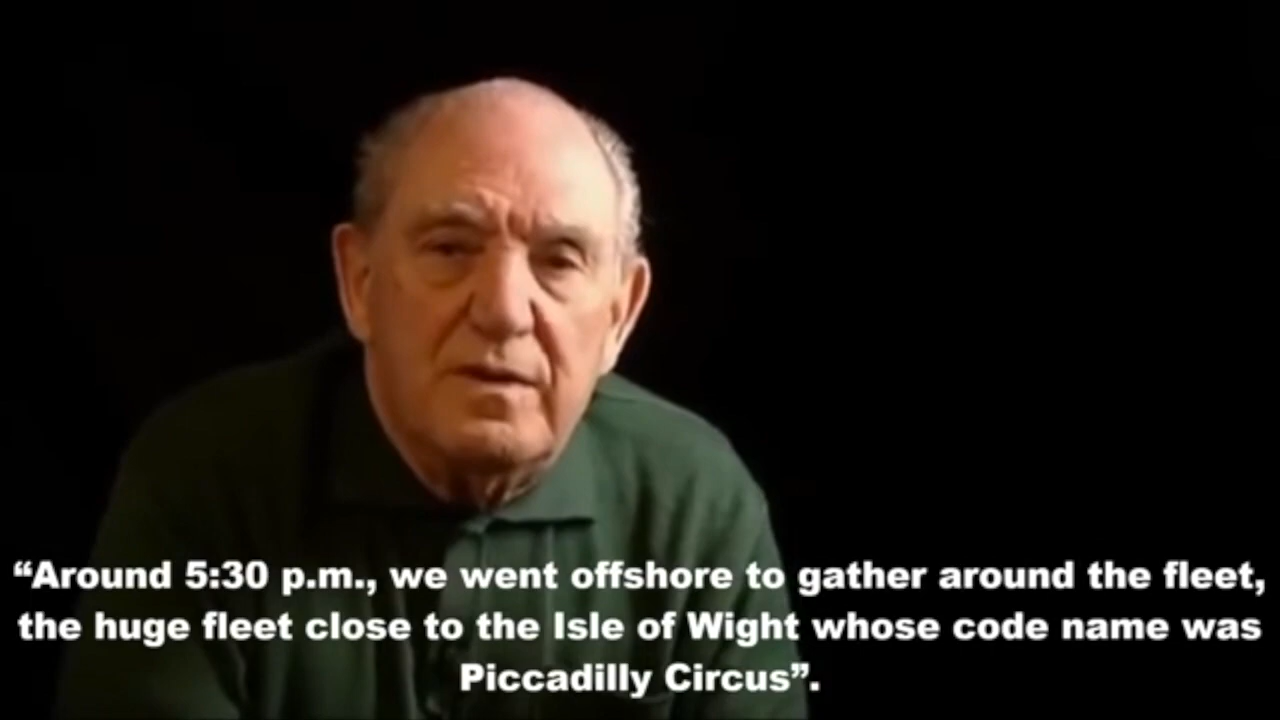 “Around 5:30 p.m., we went offshore to gather around the fleet,
the huge fleet close to the Isle of Wight whose code name was
Piccadilly Circus”.